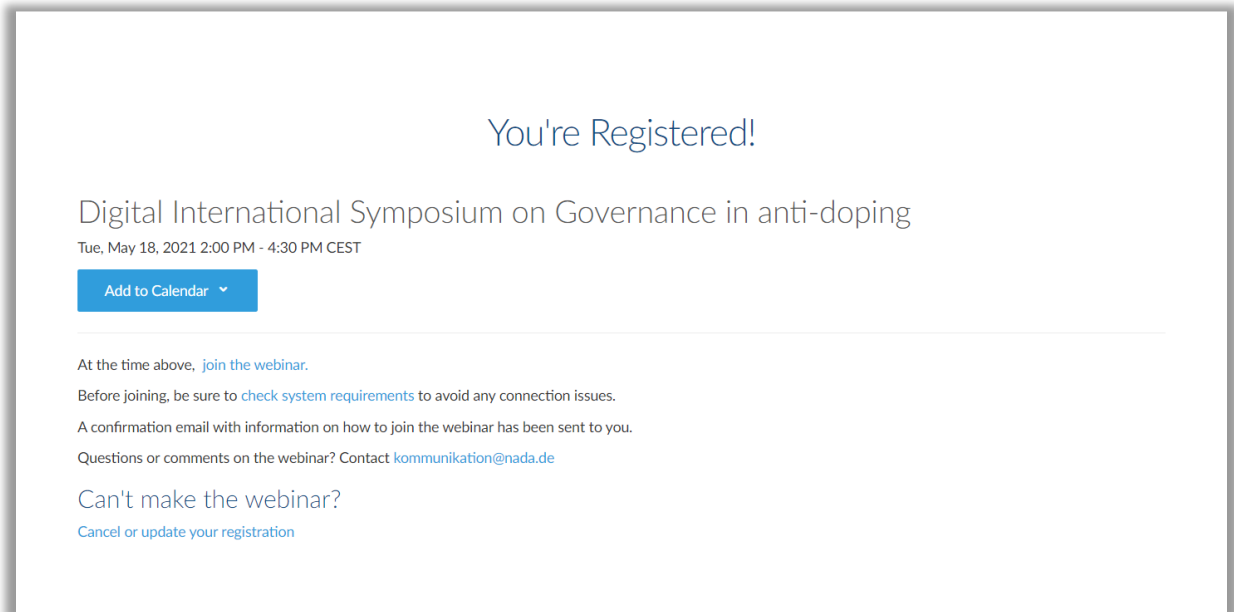 You're Registered!
Digital International Symposium on Governance in anti-doping
Tue, May 18, 2021 2:00 PM - 4:30 PM CEST
Add to Calendar
At the time above, join the webinar.
Before joining, be sure to check system requirements to avoid any connection issues.
A confirmation email with information on how to join the webinar has been sent to you.
Questions or comments on the webinar? Contact kommunikation@nada.de
Can't make the webinar?
Cancel or update your registration